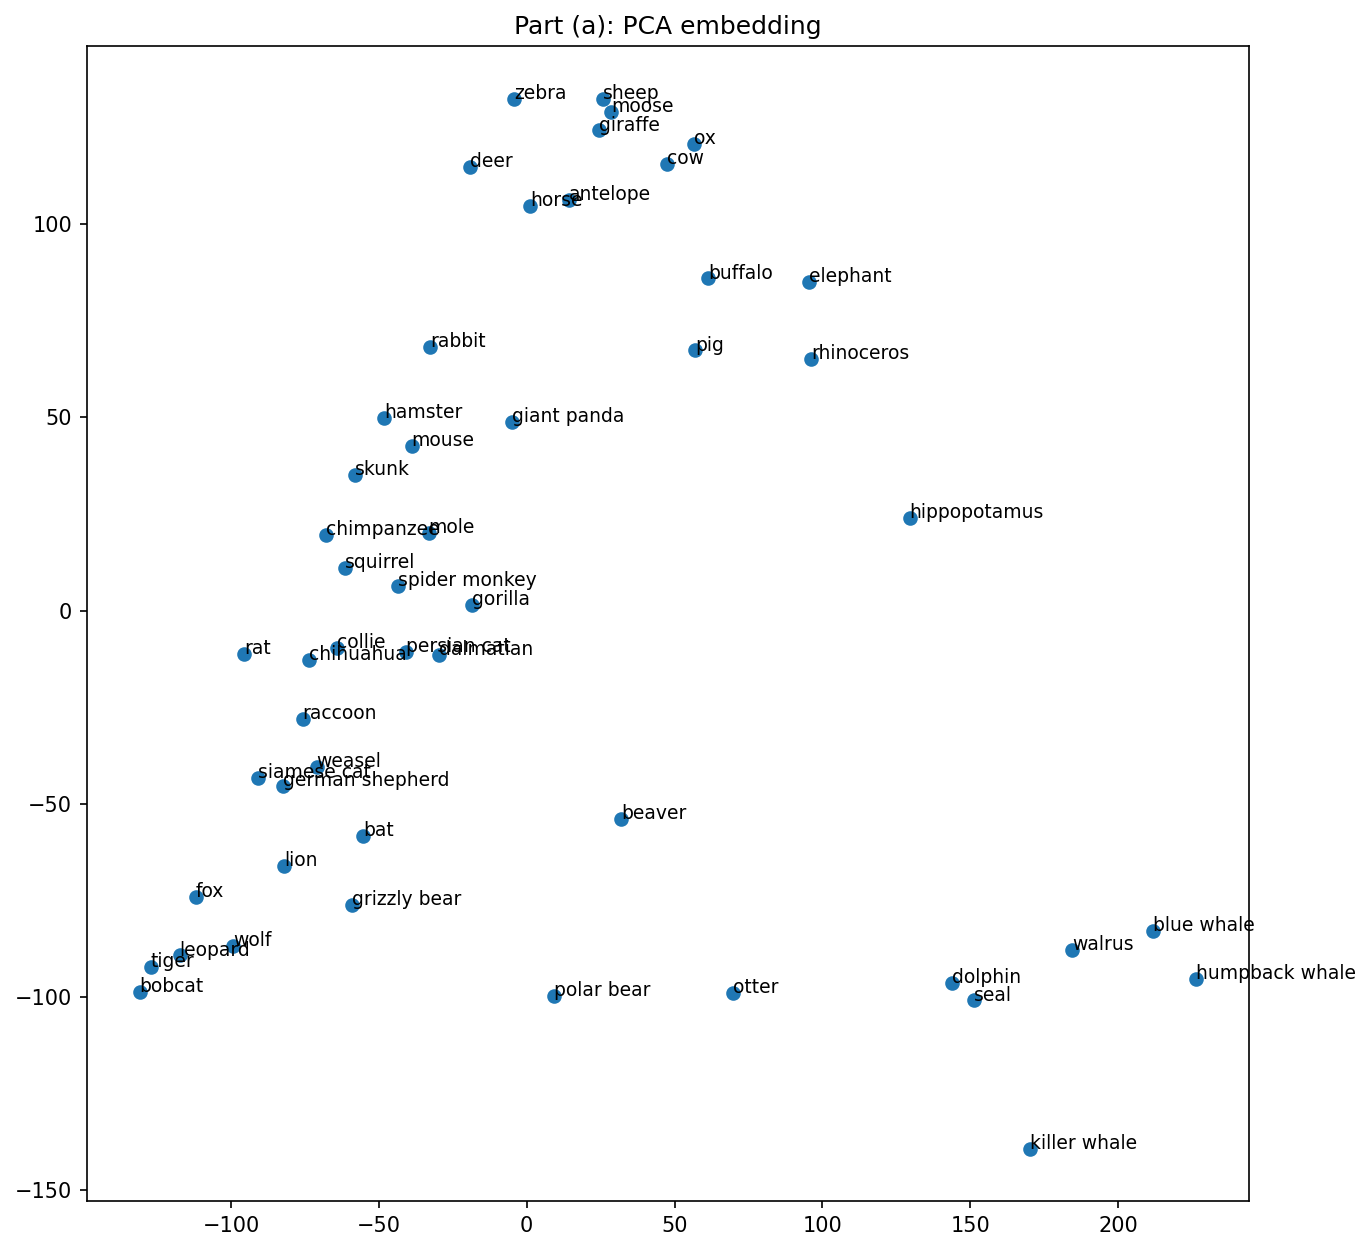 Part (a): PCA embedding
zebra
sheep
moose
giraffe
ox
cow
deer
horse
antelope
100
buffalo
elephant
rabbit
pig
rhinoceros
50
hamster
giant panda
mouse
skunk
hippopotamus
chimpanzee
mole
squirrel
spider monkey
gorilla
0
rat
collie
chihuahua
persian cat
dalmatian
raccoon
weasel
siamese cat
german shepherd
−50
beaver
bat
lion
fox
grizzly bear
blue whale
wolf
walrus
leopard
tiger
humpback whale
bobcat
−100
polar bear
otter
dolphin
seal
killer whale
−150
−100 −50 0 50 100 150 200